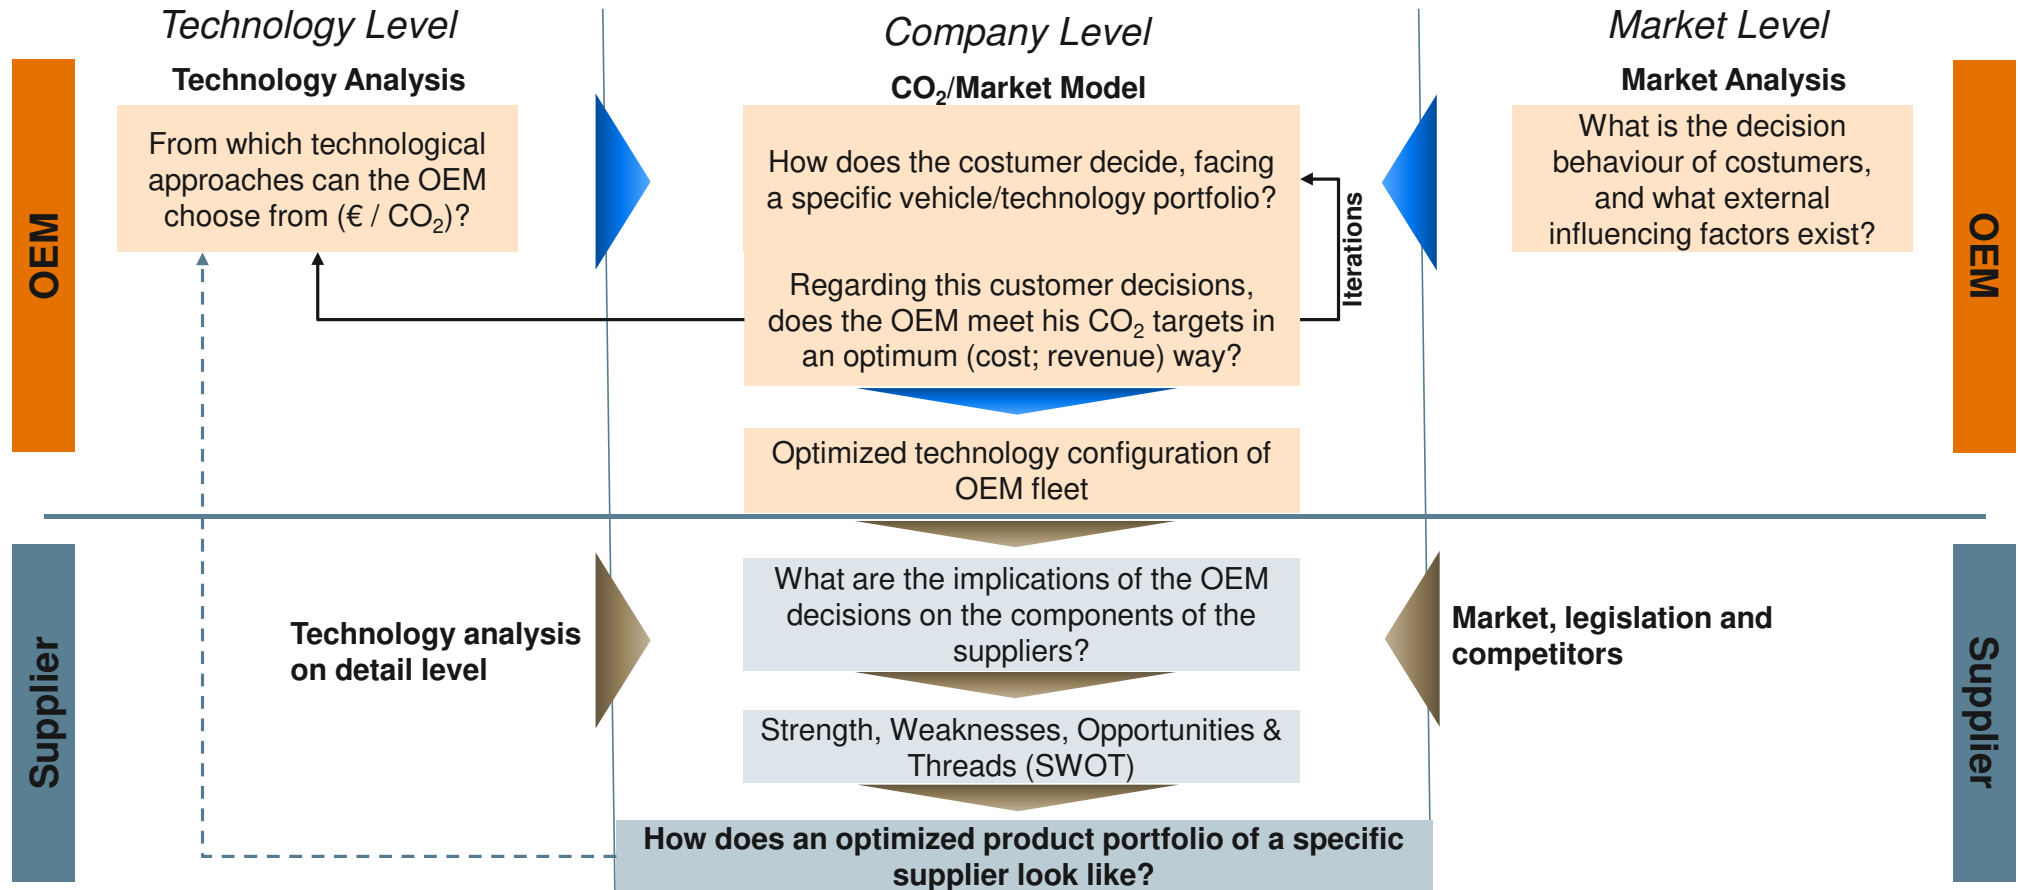 Technology Level
Company Level
Market Level
Technology Analysis
CO₂/Market Model
Market Analysis
OEM
From which technological
approaches can the OEM
choose from (€ / CO₂)?
How does the costumer decide, facing
a specific vehicle/technology portfolio?
Regarding this customer decisions,
does the OEM meet his CO₂ targets in
an optimum (cost; revenue) way?
Iterations
What is the decision
behaviour of costumers,
and what external
influencing factors exist?
OEM
Optimized technology configuration of
OEM fleet
Supplier
Technology analysis
on detail level
What are the implications of the OEM
decisions on the components of the
suppliers?
Market, legislation and
competitors
Supplier
Strength, Weaknesses, Opportunities &
Threads (SWOT)
How does an optimized product portfolio of a specific
supplier look like?